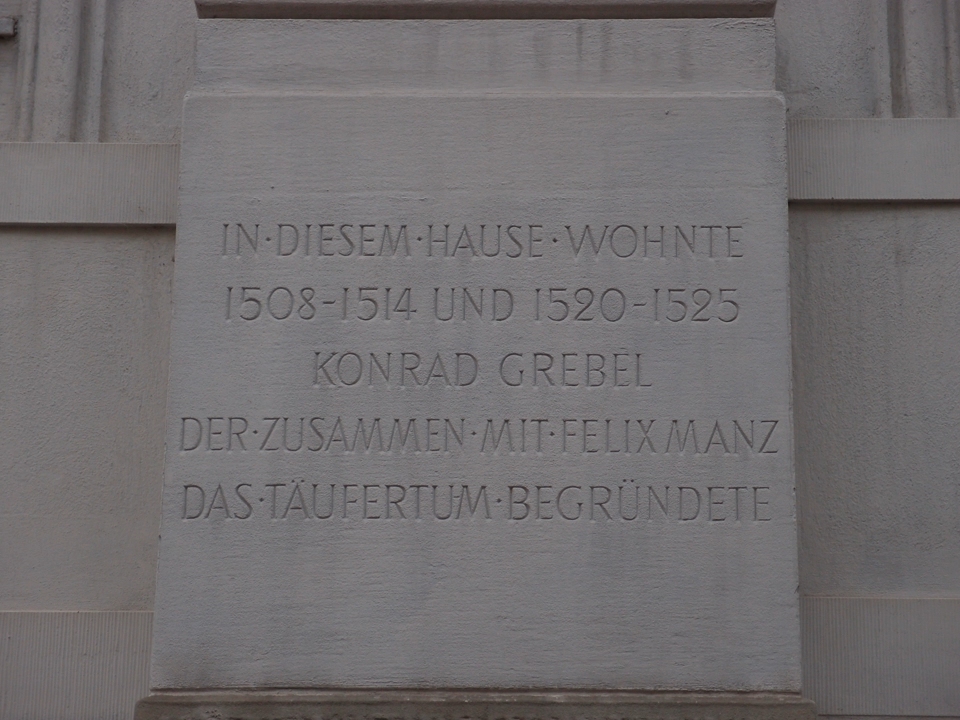 IN·DIESEM·HAUSE·WOHNTE
1508-1514 UND 1520-1525
KONRAD GREBEL
DER·ZUSAMMEN·MIT·FELIX MANZ
DAS·TÄUFERTUM·BEGRÜNDETE